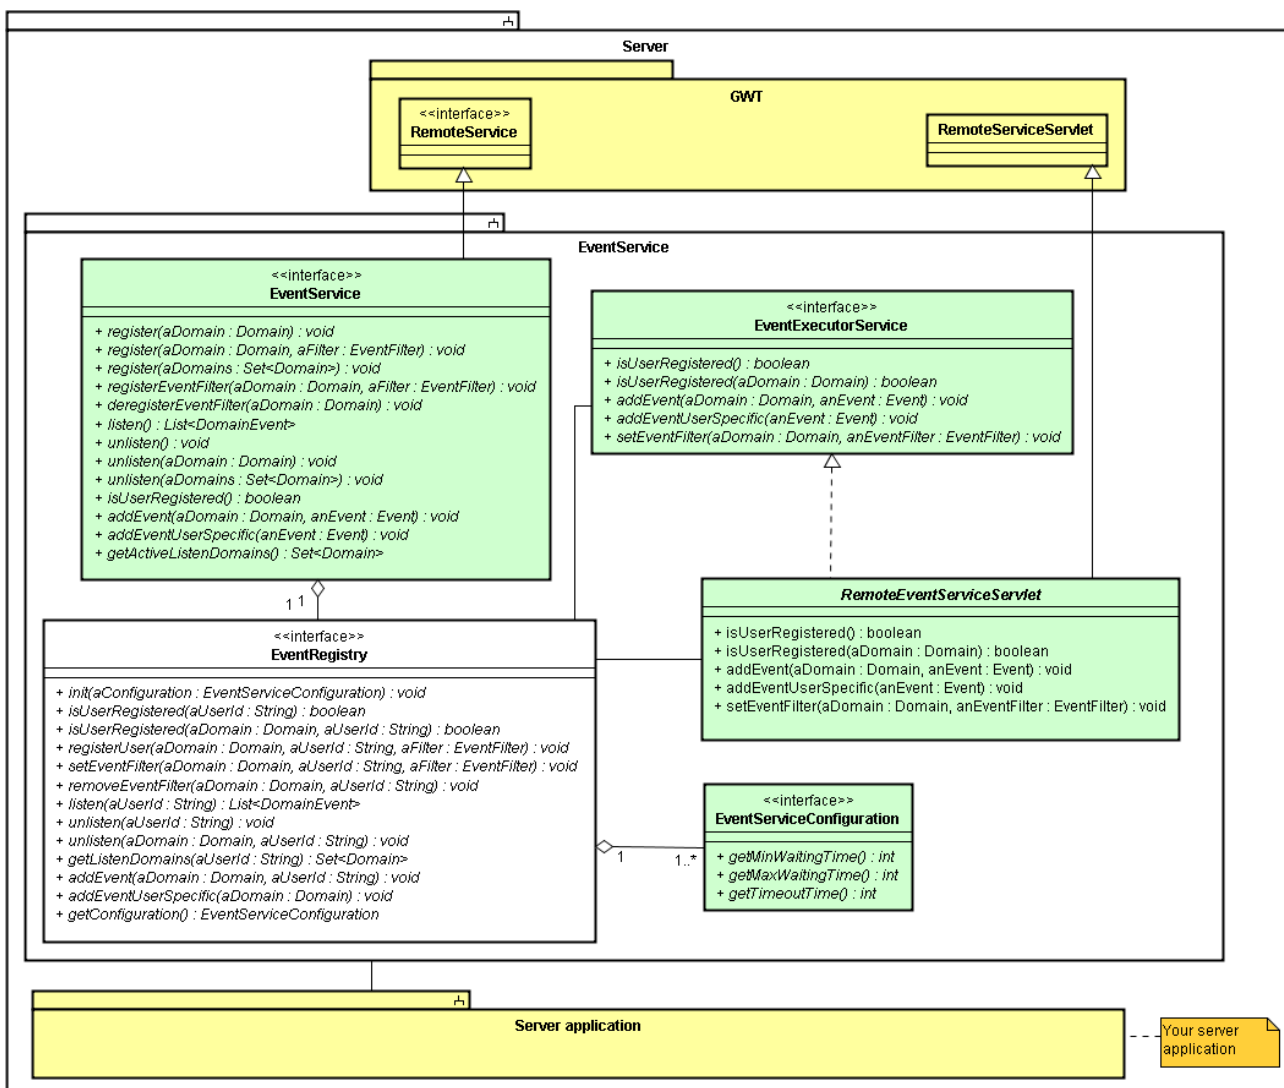 Server
GWT
<<interface>>
RemoteService
RemoteServiceServlet
EventService
<<interface>>
EventService
+ register(aDomain : Domain) : void
+ register(aDomain : Domain, aFilter : EventFilter) : void
+ register(aDomains : Set<Domain>) : void
+ registerEventFilter(aDomain : Domain, aFilter : EventFilter) : void
+ deregisterEventFilter(aDomain : Domain) : void
+ listen() : List<DomainEvent>
+ unlisten() : void
+ unlisten(aDomain : Domain) : void
+ unlisten(aDomains : Set<Domain>) : void
+ isUserRegistered() : boolean
+ addEvent(aDomain : Domain, anEvent : Event) : void
+ addEventUserSpecific(anEvent : Event) : void
+ getActiveListenDomains() : Set<Domain>
<<interface>>
EventExecutorService
+ isUserRegistered() : boolean
+ isUserRegistered(aDomain : Domain) : boolean
+ addEvent(aDomain : Domain, anEvent : Event) : void
+ addEventUserSpecific(anEvent : Event) : void
+ setEventFilter(aDomain : Domain, anEventFilter : EventFilter) : void
1 1
<<interface>>
EventRegistry
+ init(aConfiguration : EventServiceConfiguration) : void
+ isUserRegistered(aUserId : String) : boolean
+ isUserRegistered(aDomain : Domain, aUserId : String) : boolean
+ registerUser(aDomain : Domain, aUserId : String, aFilter : EventFilter) : void
+ setEventFilter(aDomain : Domain, aUserId : String, aFilter : EventFilter) : void
+ removeEventFilter(aDomain : Domain, aUserId : String) : void
+ listen(aUserId : String) : List<DomainEvent>
+ unlisten(aUserId : String) : void
+ unlisten(aDomain : Domain, aUserId : String) : void
+ getListenDomains(aUserId : String) : Set<Domain>
+ addEvent(aDomain : Domain, aUserId : String) : void
+ addEventUserSpecific(aDomain : Domain) : void
+ getConfiguration() : EventServiceConfiguration
RemoteEventServiceServlet
+ isUserRegistered() : boolean
+ isUserRegistered(aDomain : Domain) : boolean
+ addEvent(aDomain : Domain, anEvent : Event) : void
+ addEventUserSpecific(anEvent : Event) : void
+ setEventFilter(aDomain : Domain, anEventFilter : EventFilter) : void
1
1..*
<<interface>>
EventServiceConfiguration
+ getMinWaitingTime() : int
+ getMaxWaitingTime() : int
+ getTimeoutTime() : int
Server application
Your server
application